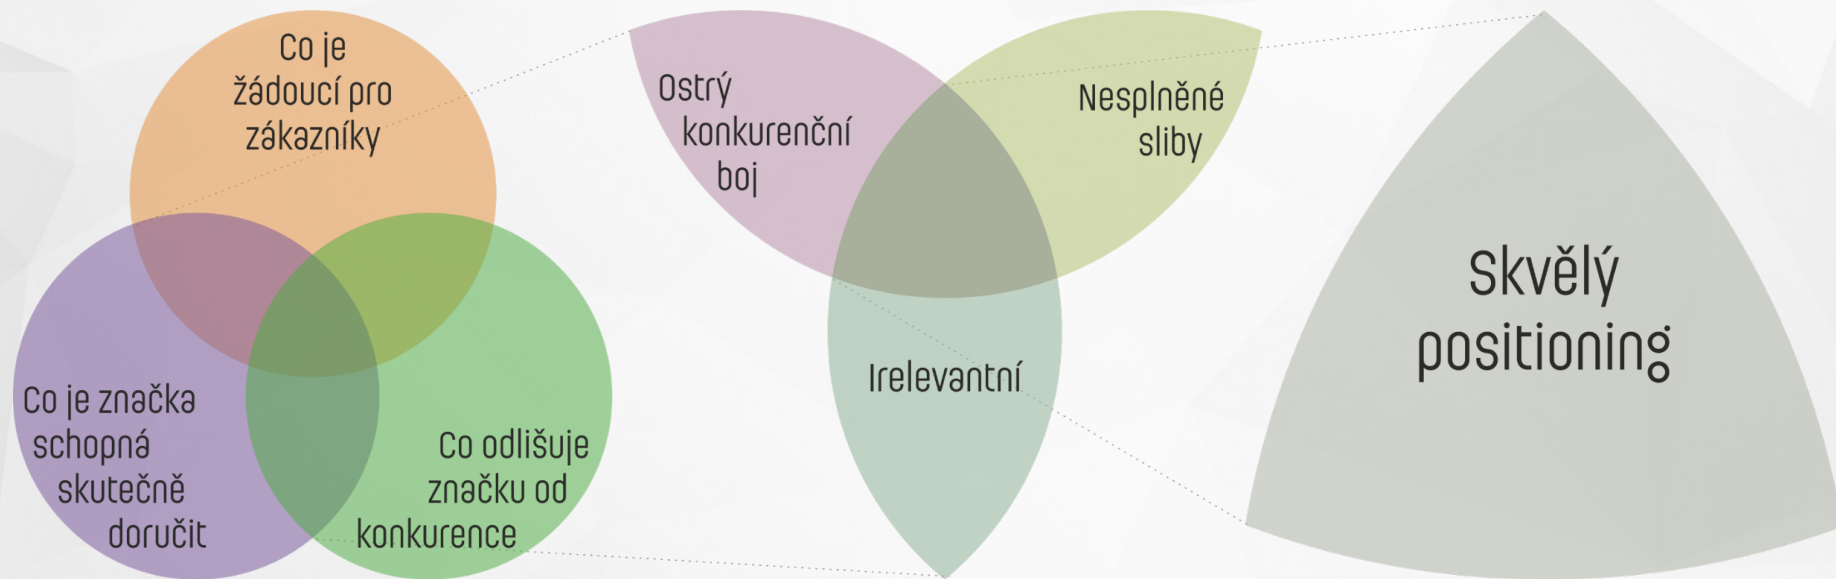 Co je
žádoucí pro
zákazníky
Co je značka
schopná
skutečně
doručit
Co odlišuje
značku od
konkurence
Ostrý
konkurenční
boj
Nesplněné
sliby
Irelevantní
Skvělý
positioning